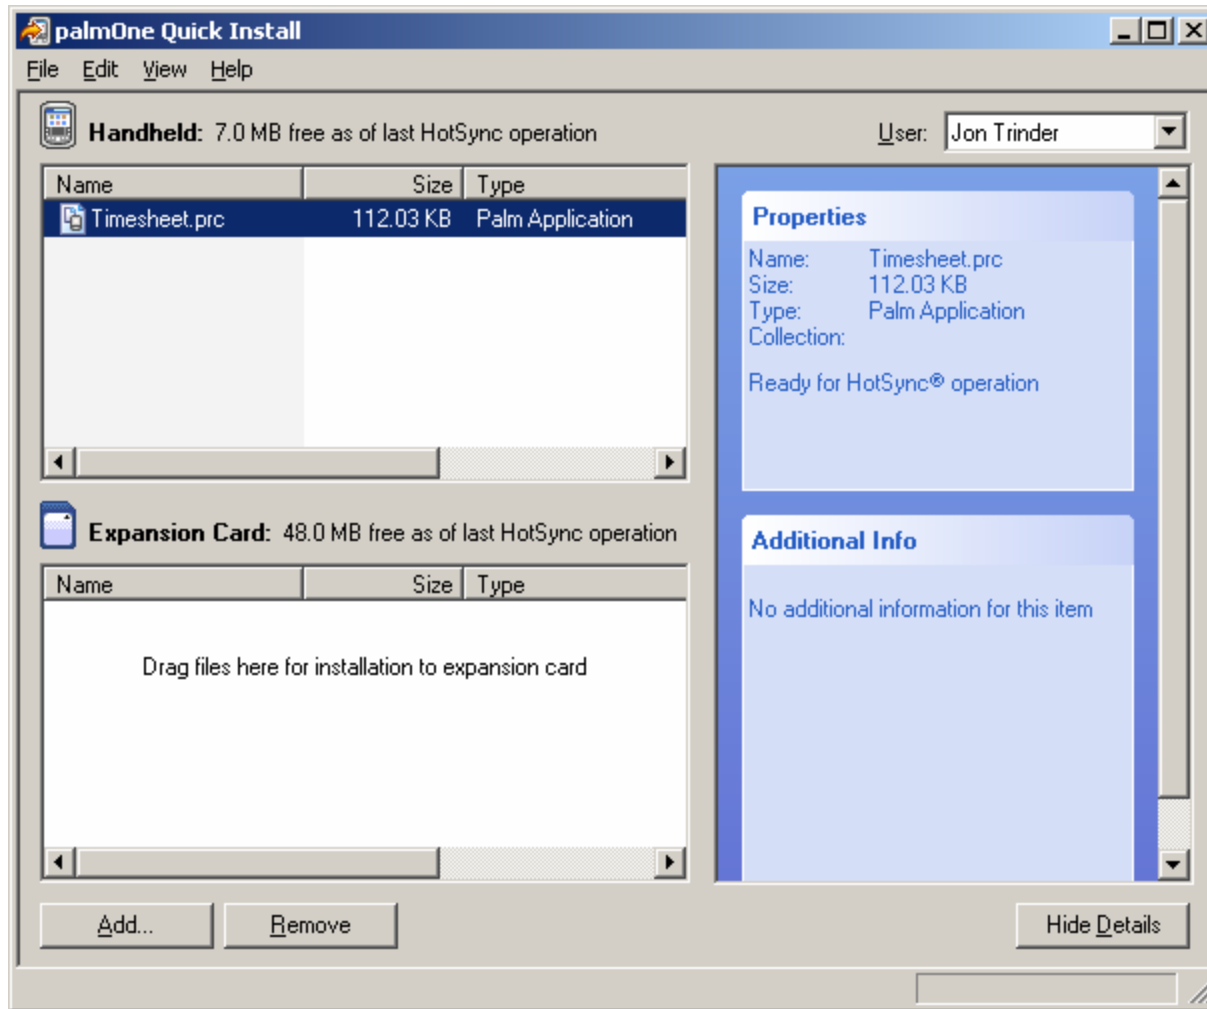 palmOne Quick Install
File Edit View Help
Handheld: 7.0 MB free as of last HotSync operation
User: Jon Trinder
Name Size Type
Timesheet.prc 112.03 KB Palm Application
Properties
Name: Timesheet.prc
Size: 112.03 KB
Type: Palm Application
Collection:
Ready for HotSync® operation
Expansion Card: 48.0 MB free as of last HotSync operation
Name Size Type
Drag files here for installation to expansion card
Additional Info
No additional information for this item
Add... Remove Hide Details